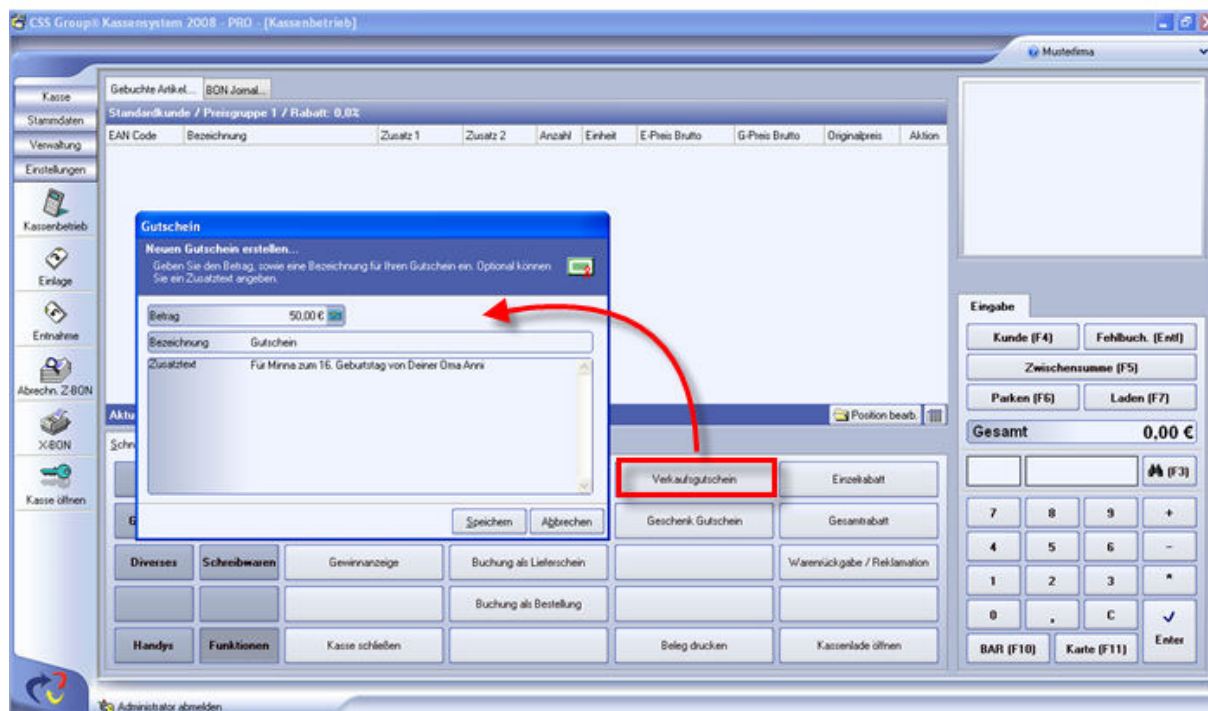 CSS Group® Kassensystem 2008 - PRO - [Kassenbetrieb]
Musterfirma
Kasse
Stammdaten
Verwaltung
Einstellungen
Kassenbetrieb
Einlage
Entnahme
Abrechn. Z-BON
X-BON
Kasse öffnen
Gebuchte Artikel... BON Jornal...
Standardkunde / Preisgruppe 1 / Rabatt: 0,0%
EAN Code Bezeichnung Zusatz 1 Zusatz 2 Anzahl Einheit E-Preis Brutto G-Preis Brutto Originalpreis Aktion
Gutschein
Neuen Gutschein erstellen...
Geben Sie den Betrag, sowie eine Bezeichnung für Ihren Gutschein ein. Optional können
Sie ein Zusatztext angeben.
Betrag 50,00 €
Bezeichnung Gutschein
Zusatztext Für Minna zum 16. Geburtstag von Deiner Oma Anni
Speichern Abbrechen
Aktu
Position bearb.
Schn
Verkaufsgutschein Einzelrabatt
G
Geschenk Gutschein Gesamtrabatt
Diverses Schreibwaren Gewinnanzeige Buchung als Lieferschein Warenrückgabe / Reklamation
Buchung als Bestellung
Handys Funktionen Kasse schließen Beleg drucken Kassenlade öffnen
Eingabe
Kunde (F4) Fehlbuch. (Entf)
Zwischensumme (F5)
Parken (F6) Laden (F7)
Gesamt 0,00 €
(F3)
7 8 9 +
4 5 6 -
1 2 3 *
0 , C
Enter
BAR (F10) Karte (F11)
Administrator abmelden